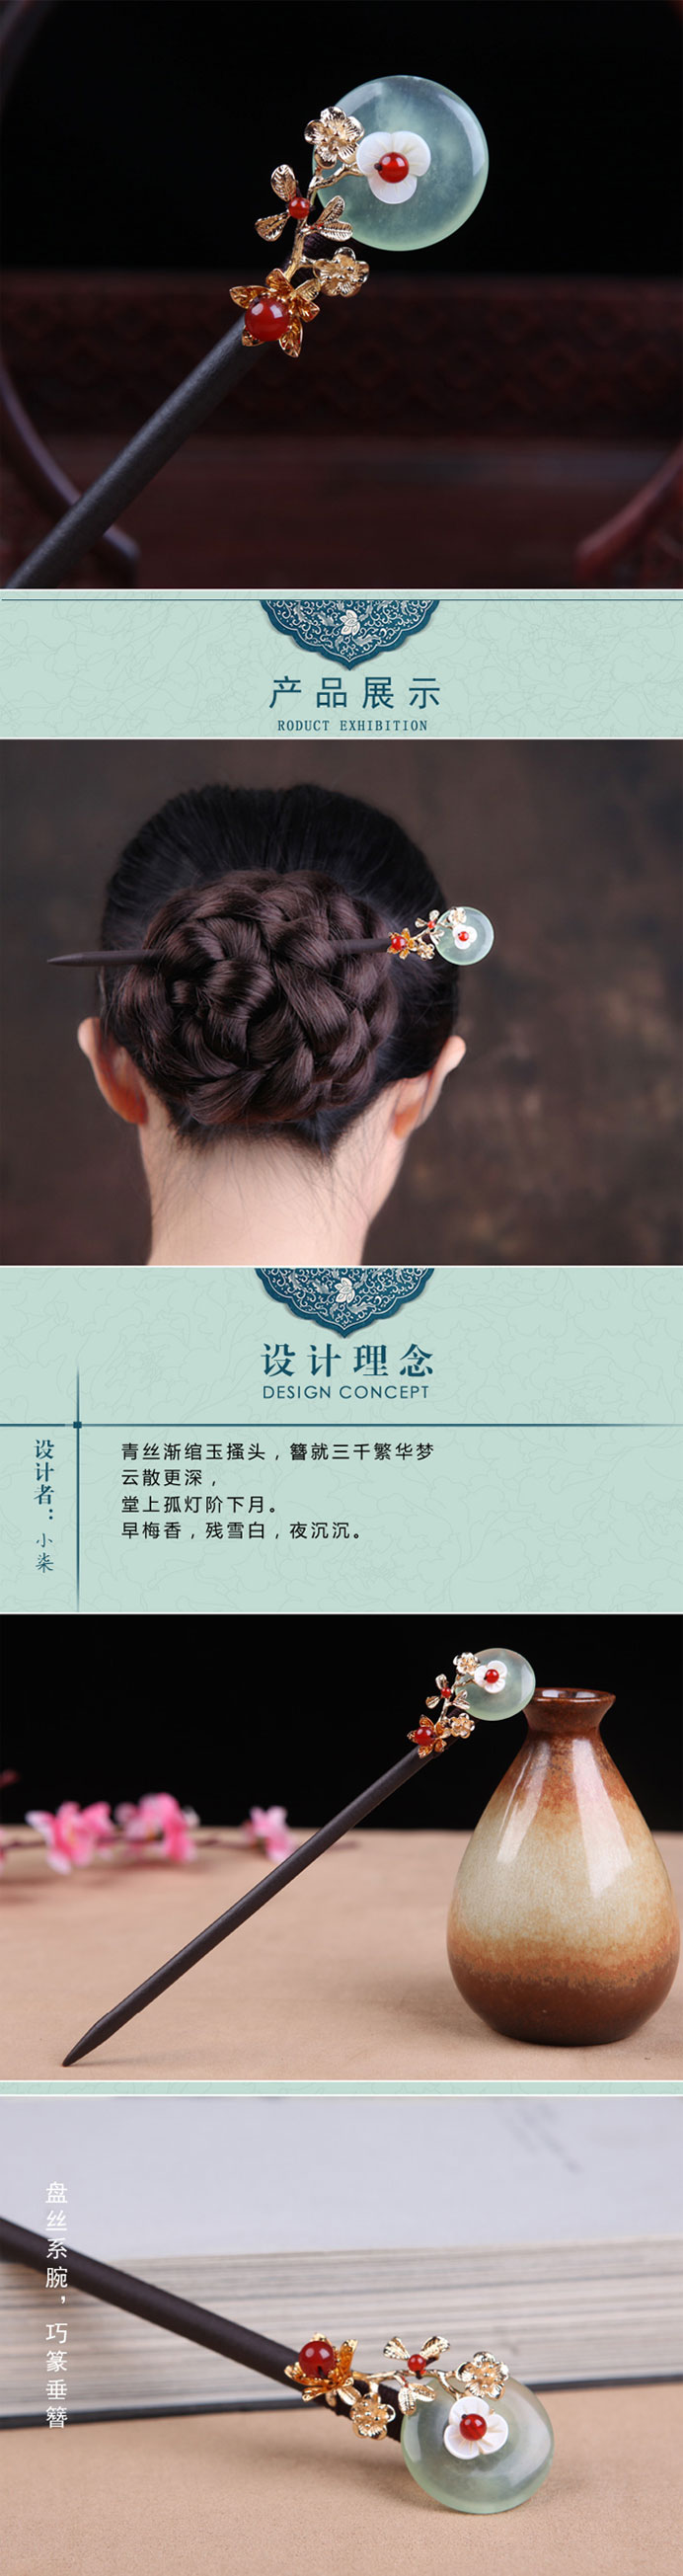 产品展示
RODUCT EXHIBITION
设计理念
DESIGN CONCEPT
设计者：小柒
青丝渐绾玉搔头，簪就三千繁华梦
云散更深，
堂上孤灯阶下月。
早梅香，残雪白，夜沉沉。
盘丝系腕，巧篆垂簪